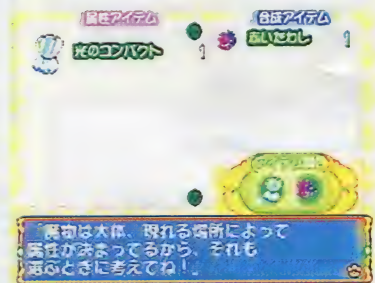 属性アイテム
合成アイテム
光のコンパクト 1
赤いたわし 1
「魔物は大体、現れる場所によって
属性が決まってるから、それも
選ぶときに考えてね！」